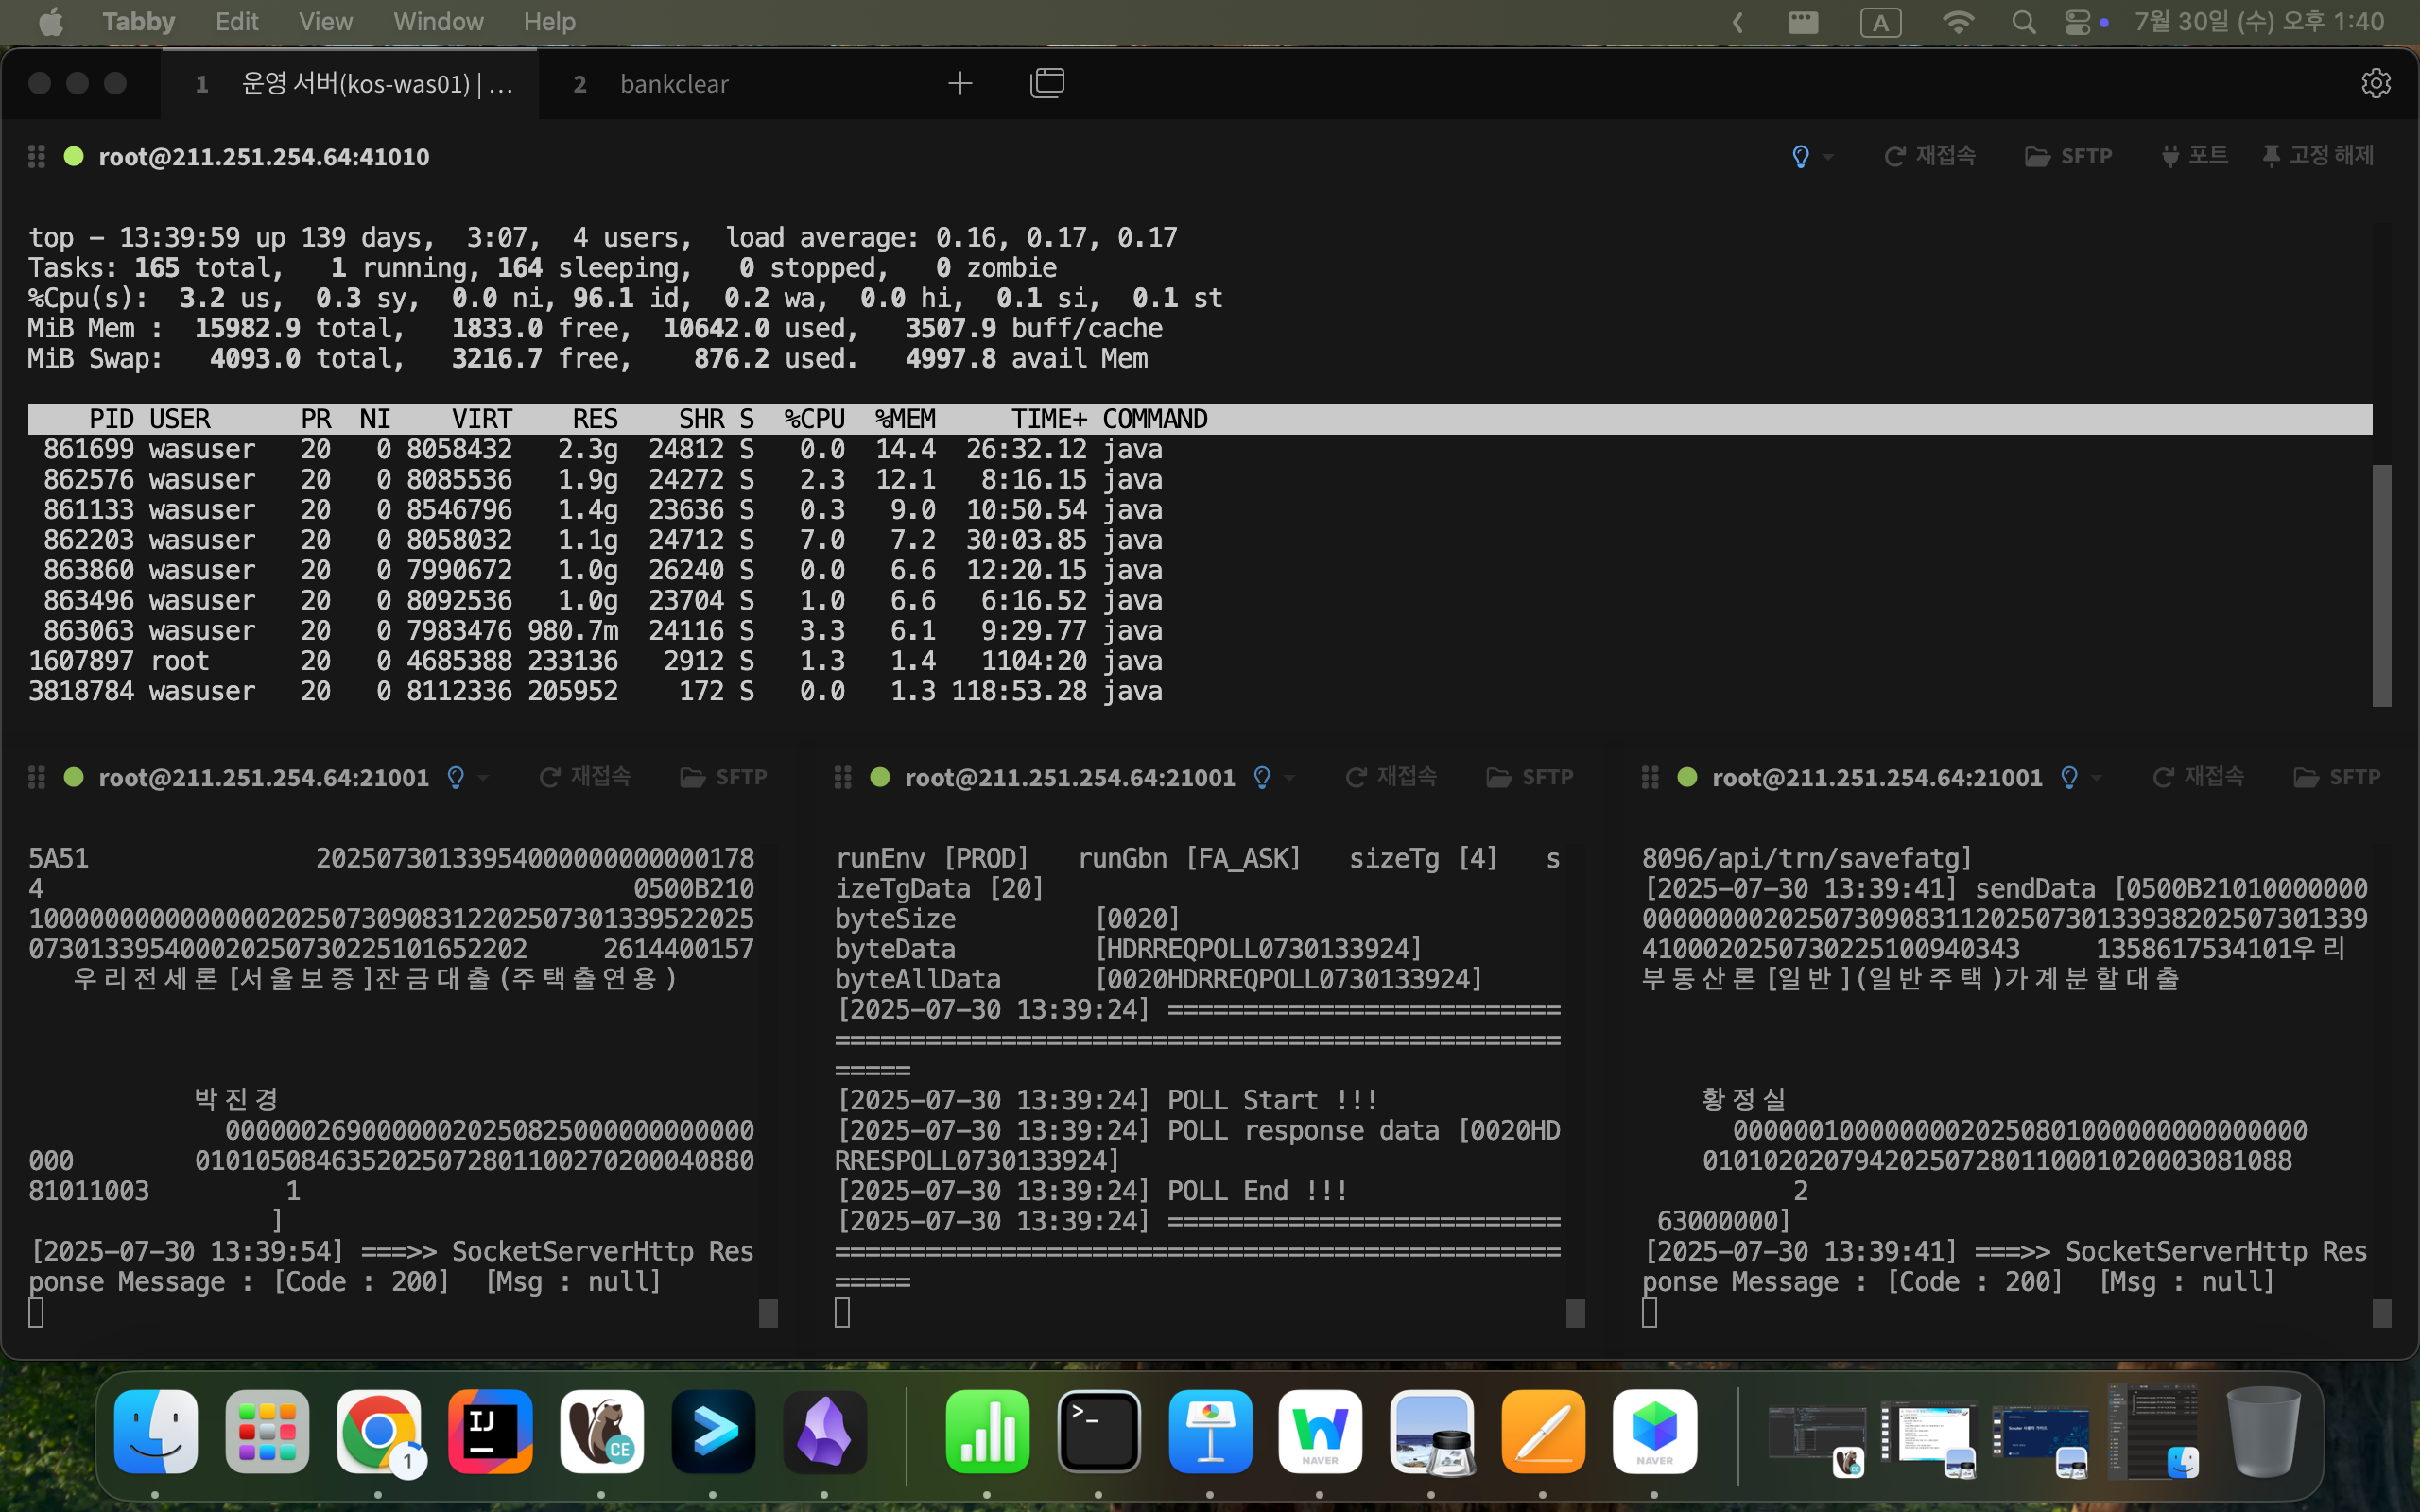 Tabby Edit View Window Help A 7월 30일 (수) 오후 1:40
1 운영 서버(kos-was01) | … 2 bankclear
root@211.251.254.64:41010 재접속 SFTP 포트 고정 해제
top - 13:39:59 up 139 days, 3:07, 4 users, load average: 0.16, 0.17, 0.17
Tasks: 165 total, 1 running, 164 sleeping, 0 stopped, 0 zombie
%Cpu(s): 3.2 us, 0.3 sy, 0.0 ni, 96.1 id, 0.2 wa, 0.0 hi, 0.1 si, 0.1 st
MiB Mem : 15982.9 total, 1833.0 free, 10642.0 used, 3507.9 buff/cache
MiB Swap: 4093.0 total, 3216.7 free, 876.2 used. 4997.8 avail Mem
PID USER PR NI VIRT RES SHR S %CPU %MEM TIME+ COMMAND
861699 wasuser 20 0 8058432 2.3g 24812 S 0.0 14.4 26:32.12 java
862576 wasuser 20 0 8085536 1.9g 24272 S 2.3 12.1 8:16.15 java
861133 wasuser 20 0 8546796 1.4g 23636 S 0.3 9.0 10:50.54 java
862203 wasuser 20 0 8058032 1.1g 24712 S 7.0 7.2 30:03.85 java
863860 wasuser 20 0 7990672 1.0g 26240 S 0.0 6.6 12:20.15 java
863496 wasuser 20 0 8092536 1.0g 23704 S 1.0 6.6 6:16.52 java
863063 wasuser 20 0 7983476 980.7m 24116 S 3.3 6.1 9:29.77 java
1607897 root 20 0 4685388 233136 2912 S 1.3 1.4 1104:20 java
3818784 wasuser 20 0 8112336 205952 172 S 0.0 1.3 118:53.28 java
root@211.251.254.64:21001 재접속 SFTP
5A51 20250730133954000000000000178
4 0500B210
1000000000000000020250730908312202507301339522025
07301339540002025073022510165220​2 2614400157
우리전세론[서울보증]잔금대출(주택출연용)
박진경
00000026900000002025082500000000000
000 0101050846352025072801100270200040880
81011003 1
]
[2025-07-30 13:39:54] ===>> SocketServerHttp Res
ponse Message : [Code : 200] [Msg : null]
root@211.251.254.64:21001 재접속 SFTP
runEnv [PROD] runGbn [FA_ASK] sizeTg [4] s
izeTgData [20]
byteSize [0020]
byteData [HDRREQPOLL0730133924]
byteAllData [0020HDRREQPOLL0730133924]
[2025-07-30 13:39:24] ==========================
================================================
=====
[2025-07-30 13:39:24] POLL Start !!!
[2025-07-30 13:39:24] POLL response data [0020HD
RRESPOLL0730133924]
[2025-07-30 13:39:24] POLL End !!!
[2025-07-30 13:39:24] ==========================
================================================
=====
root@211.251.254.64:21001 재접속 SFTP
8096/api/trn/savefatg]
[2025-07-30 13:39:41] sendData [0500B21010000000
000000002025073090831120250730133938202507301339
41000202507302251009403​43 1358617534101우리
부동산론[일반](일반주택)가계분할대출
황정실
00000010000000020250801000000000000000
010102020794202507280110001020003081088
2
63000000]
[2025-07-30 13:39:41] ===>> SocketServerHttp Res
ponse Message : [Code : 200] [Msg : null]
1 IJ CE >_ NAVER NAVER